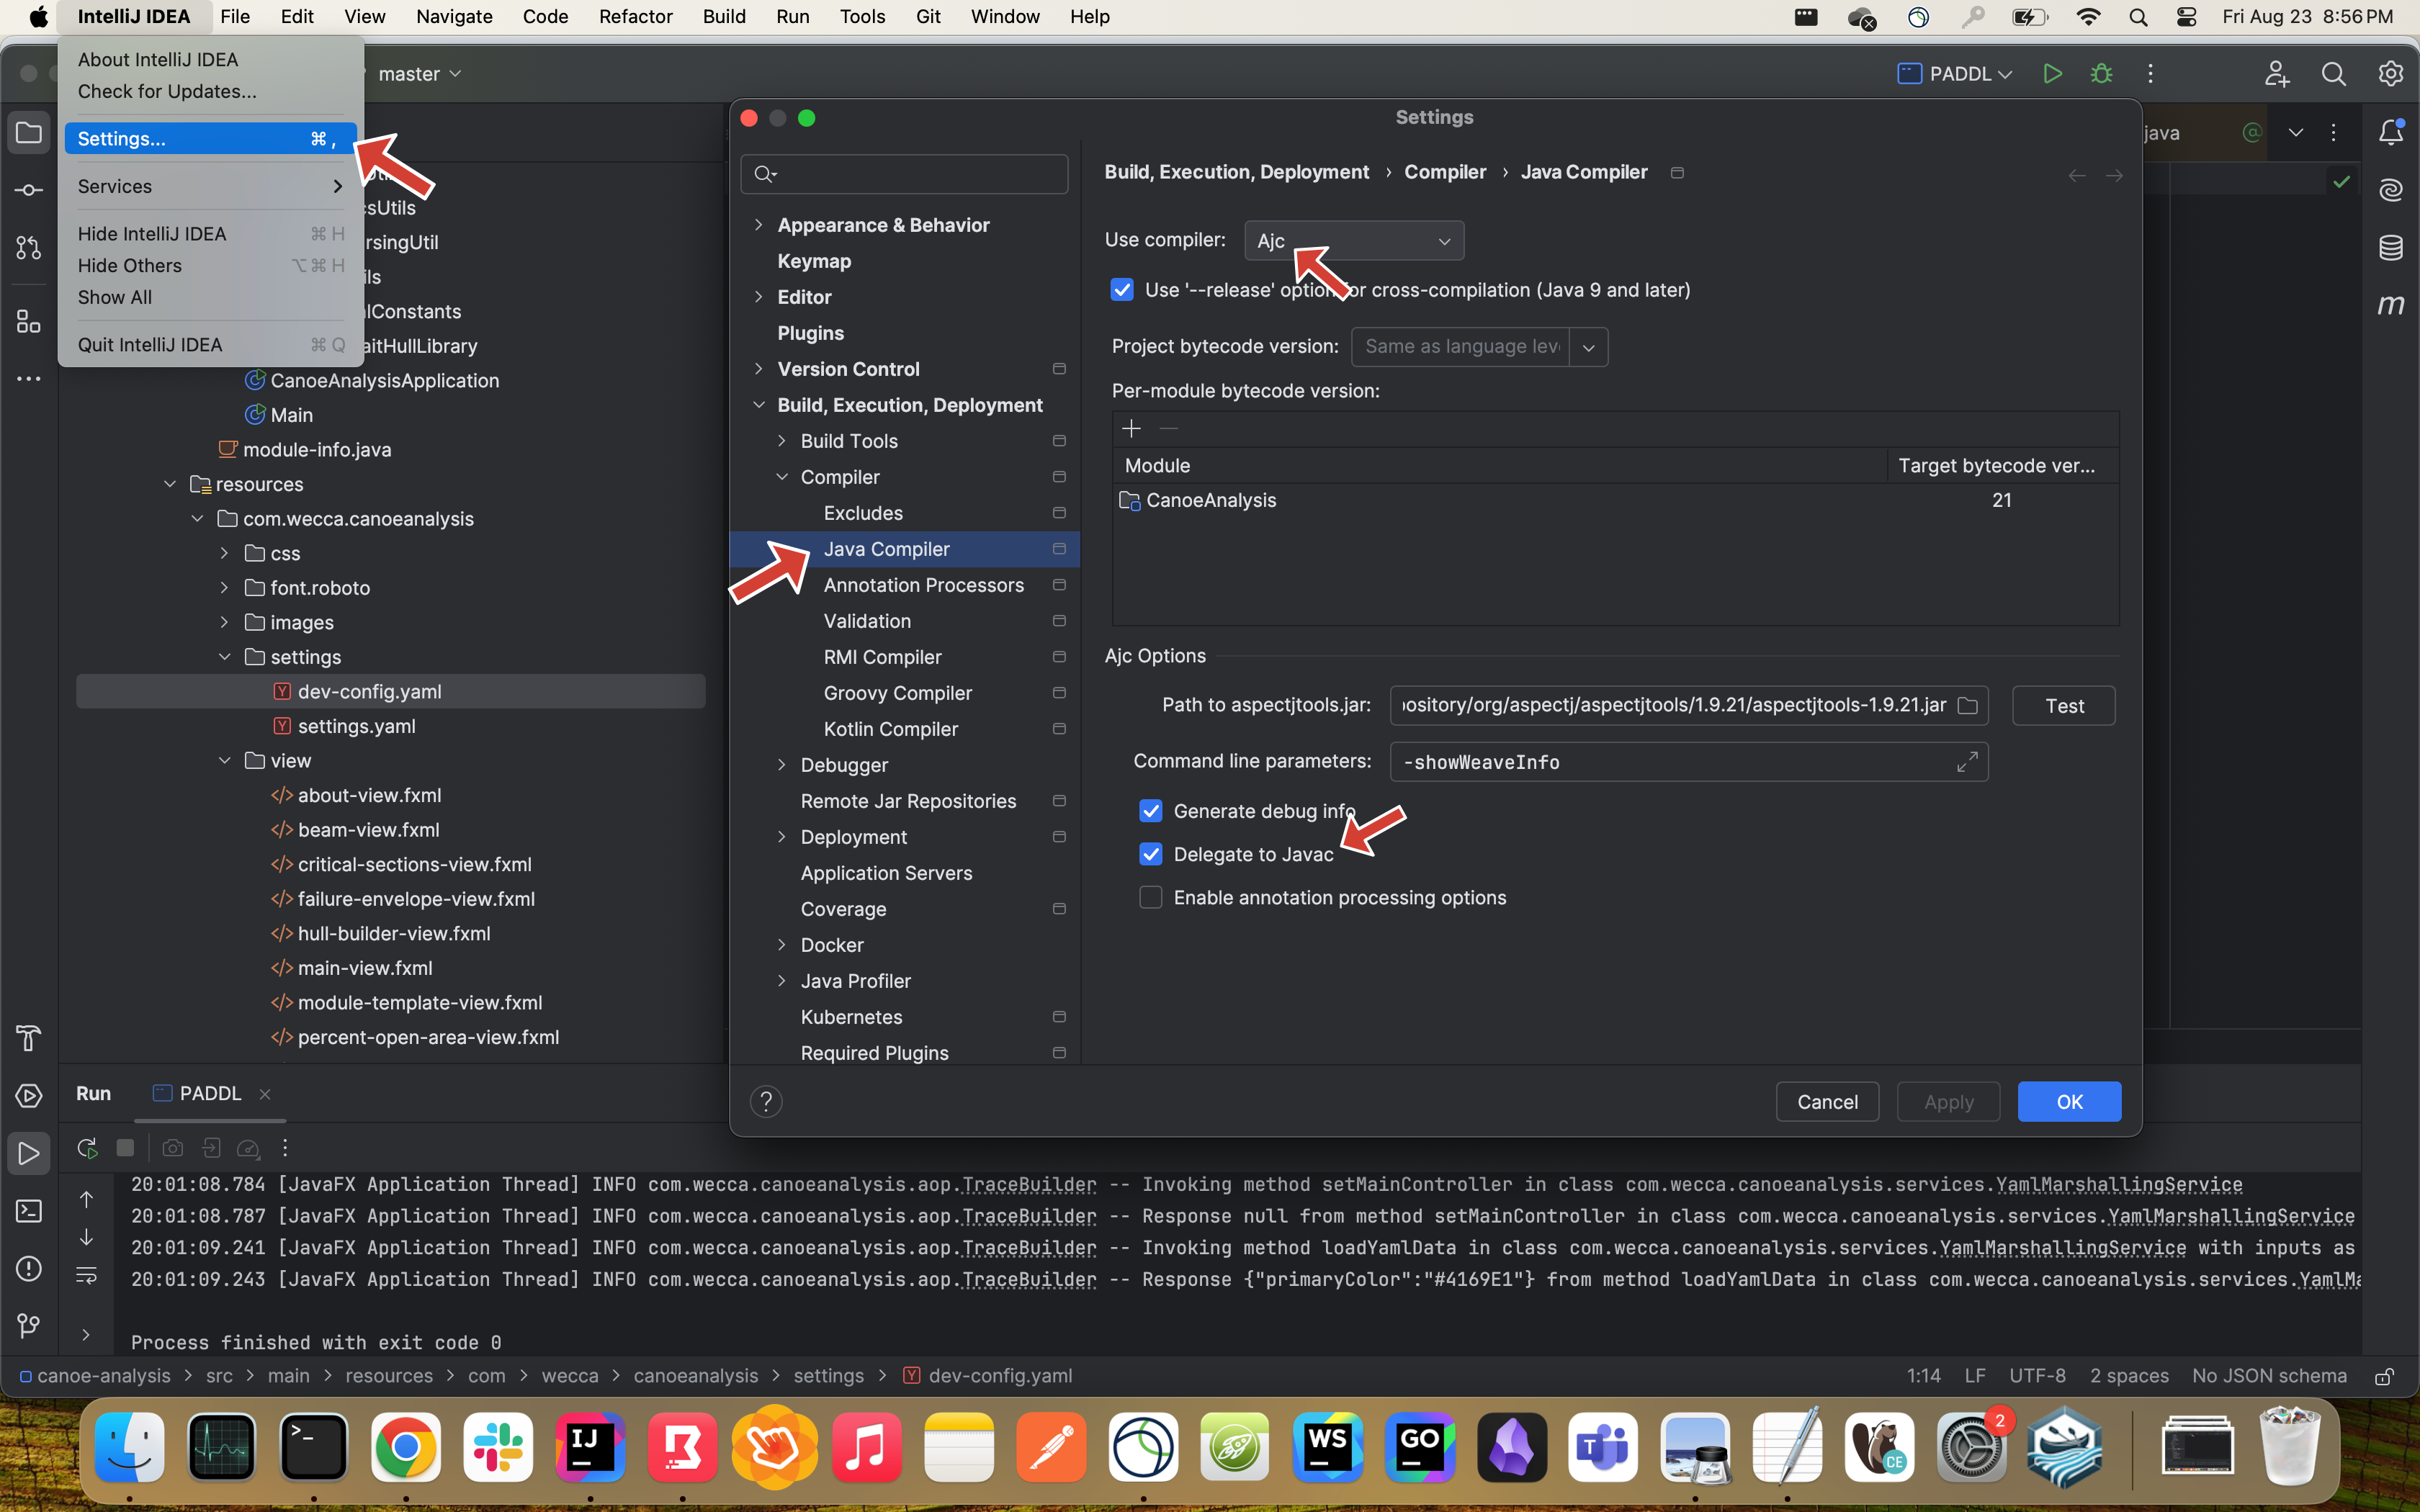 IntelliJ IDEA File Edit View Navigate Code Refactor Build Run Tools Git Window Help Fri Aug 23 8:56 PM
About IntelliJ IDEA
Check for Updates...
Settings... ⌘ ,
Services
Hide IntelliJ IDEA ⌘ H
Hide Others ⌥ ⌘ H
Show All
Quit IntelliJ IDEA ⌘ Q
master
PADDL
java
csUtils
rsingUtil
ils
lConstants
aitHullLibrary
CanoeAnalysisApplication
Main
module-info.java
resources
com.wecca.canoeanalysis
css
font.roboto
images
settings
dev-config.yaml
settings.yaml
view
about-view.fxml
beam-view.fxml
critical-sections-view.fxml
failure-envelope-view.fxml
hull-builder-view.fxml
main-view.fxml
module-template-view.fxml
percent-open-area-view.fxml
Settings
Appearance & Behavior
Keymap
Editor
Plugins
Version Control
Build, Execution, Deployment
Build Tools
Compiler
Excludes
Java Compiler
Annotation Processors
Validation
RMI Compiler
Groovy Compiler
Kotlin Compiler
Debugger
Remote Jar Repositories
Deployment
Application Servers
Coverage
Docker
Java Profiler
Kubernetes
Required Plugins
Build, Execution, Deployment › Compiler › Java Compiler
Use compiler: Ajc
Use '--release' option for cross-compilation (Java 9 and later)
Project bytecode version: Same as language lev
Per-module bytecode version:
Module Target bytecode ver...
CanoeAnalysis 21
Ajc Options
Path to aspectjtools.jar: ository/org/aspectj/aspectjtools/1.9.21/aspectjtools-1.9.21.jar Test
Command line parameters: -showWeaveInfo
Generate debug info
Delegate to Javac
Enable annotation processing options
? Cancel Apply OK
Run PADDL
20:01:08.784 [JavaFX Application Thread] INFO com.wecca.canoeanalysis.aop.TraceBuilder -- Invoking method setMainController in class com.wecca.canoeanalysis.services.YamlMarshallingService
20:01:08.787 [JavaFX Application Thread] INFO com.wecca.canoeanalysis.aop.TraceBuilder -- Response null from method setMainController in class com.wecca.canoeanalysis.services.YamlMarshallingService
20:01:09.241 [JavaFX Application Thread] INFO com.wecca.canoeanalysis.aop.TraceBuilder -- Invoking method loadYamlData in class com.wecca.canoeanalysis.services.YamlMarshallingService with inputs as
20:01:09.243 [JavaFX Application Thread] INFO com.wecca.canoeanalysis.aop.TraceBuilder -- Response {"primaryColor":"#4169E1"} from method loadYamlData in class com.wecca.canoeanalysis.services.YamlMa
Process finished with exit code 0
canoe-analysis > src > main > resources > com > wecca > canoeanalysis > settings > dev-config.yaml 1:14 LF UTF-8 2 spaces No JSON schema
IJ WS GO CE 2